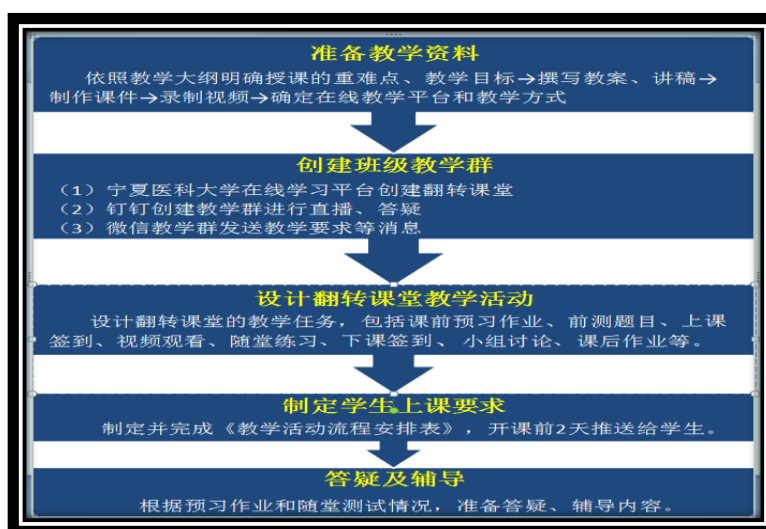 准备教学资料
依照教学大纲明确授课的重难点、教学目标→撰写教案、讲稿→
制作课件→录制视频→确定在线教学平台和教学方式
创建班级教学群
（1）宁夏医科大学在线学习平台创建翻转课堂
（2）钉钉创建教学群进行直播、答疑
（3）微信教学群发送教学要求等消息
设计翻转课堂教学活动
设计翻转课堂的教学任务，包括课前预习作业、前测题目、上课
签到、视频观看、随堂练习、下课签到、小组讨论、课后作业等。
制定学生上课要求
制定并完成《教学活动流程安排表》，开课前2天推送给学生。
答疑及辅导
根据预习作业和随堂测试情况，准备答疑、辅导内容。